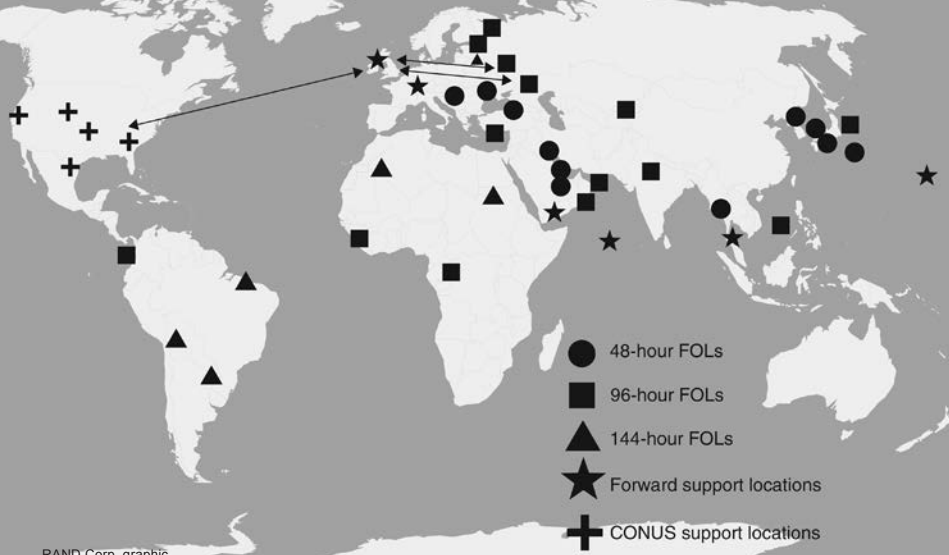 48-hour FOLs
96-hour FOLs
144-hour FOLs
Forward support locations
CONUS support locations
RAND Corp. graphic